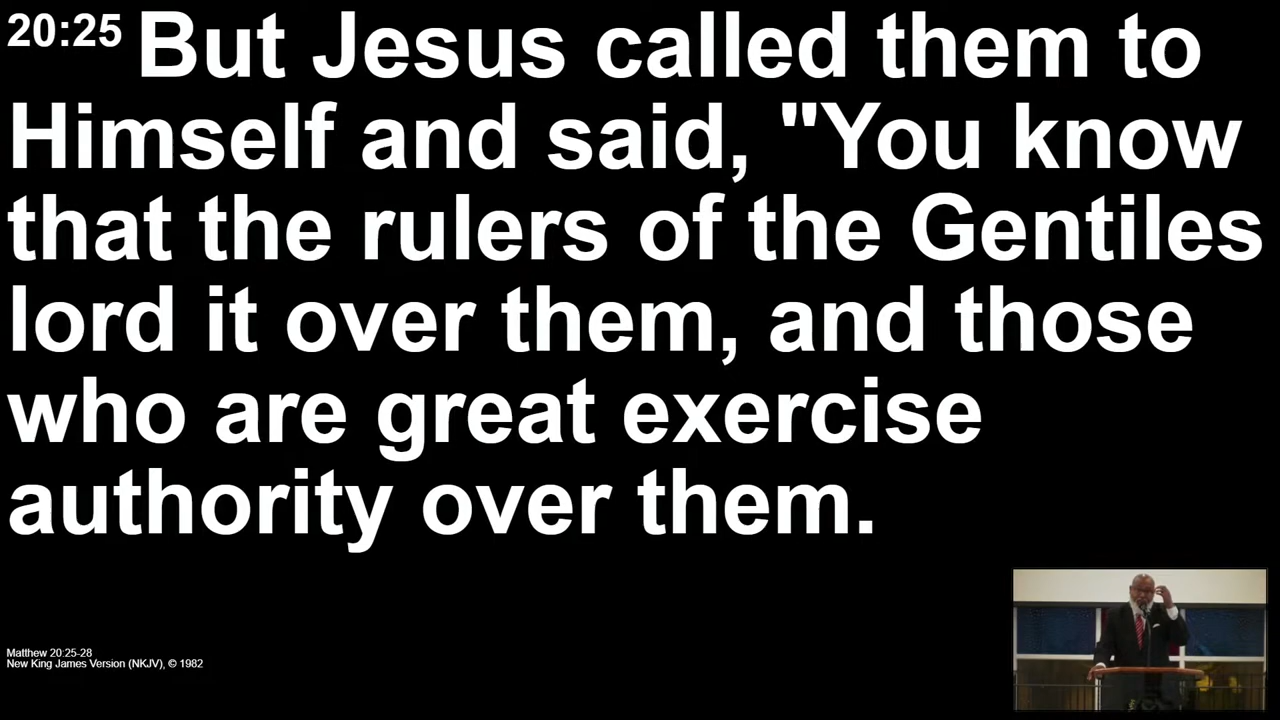 20:25 But Jesus called them to
Himself and said, "You know
that the rulers of the Gentiles
lord it over them, and those
who are great exercise
authority over them.
Matthew 20:25-28
New King James Version (NKJV), © 1982